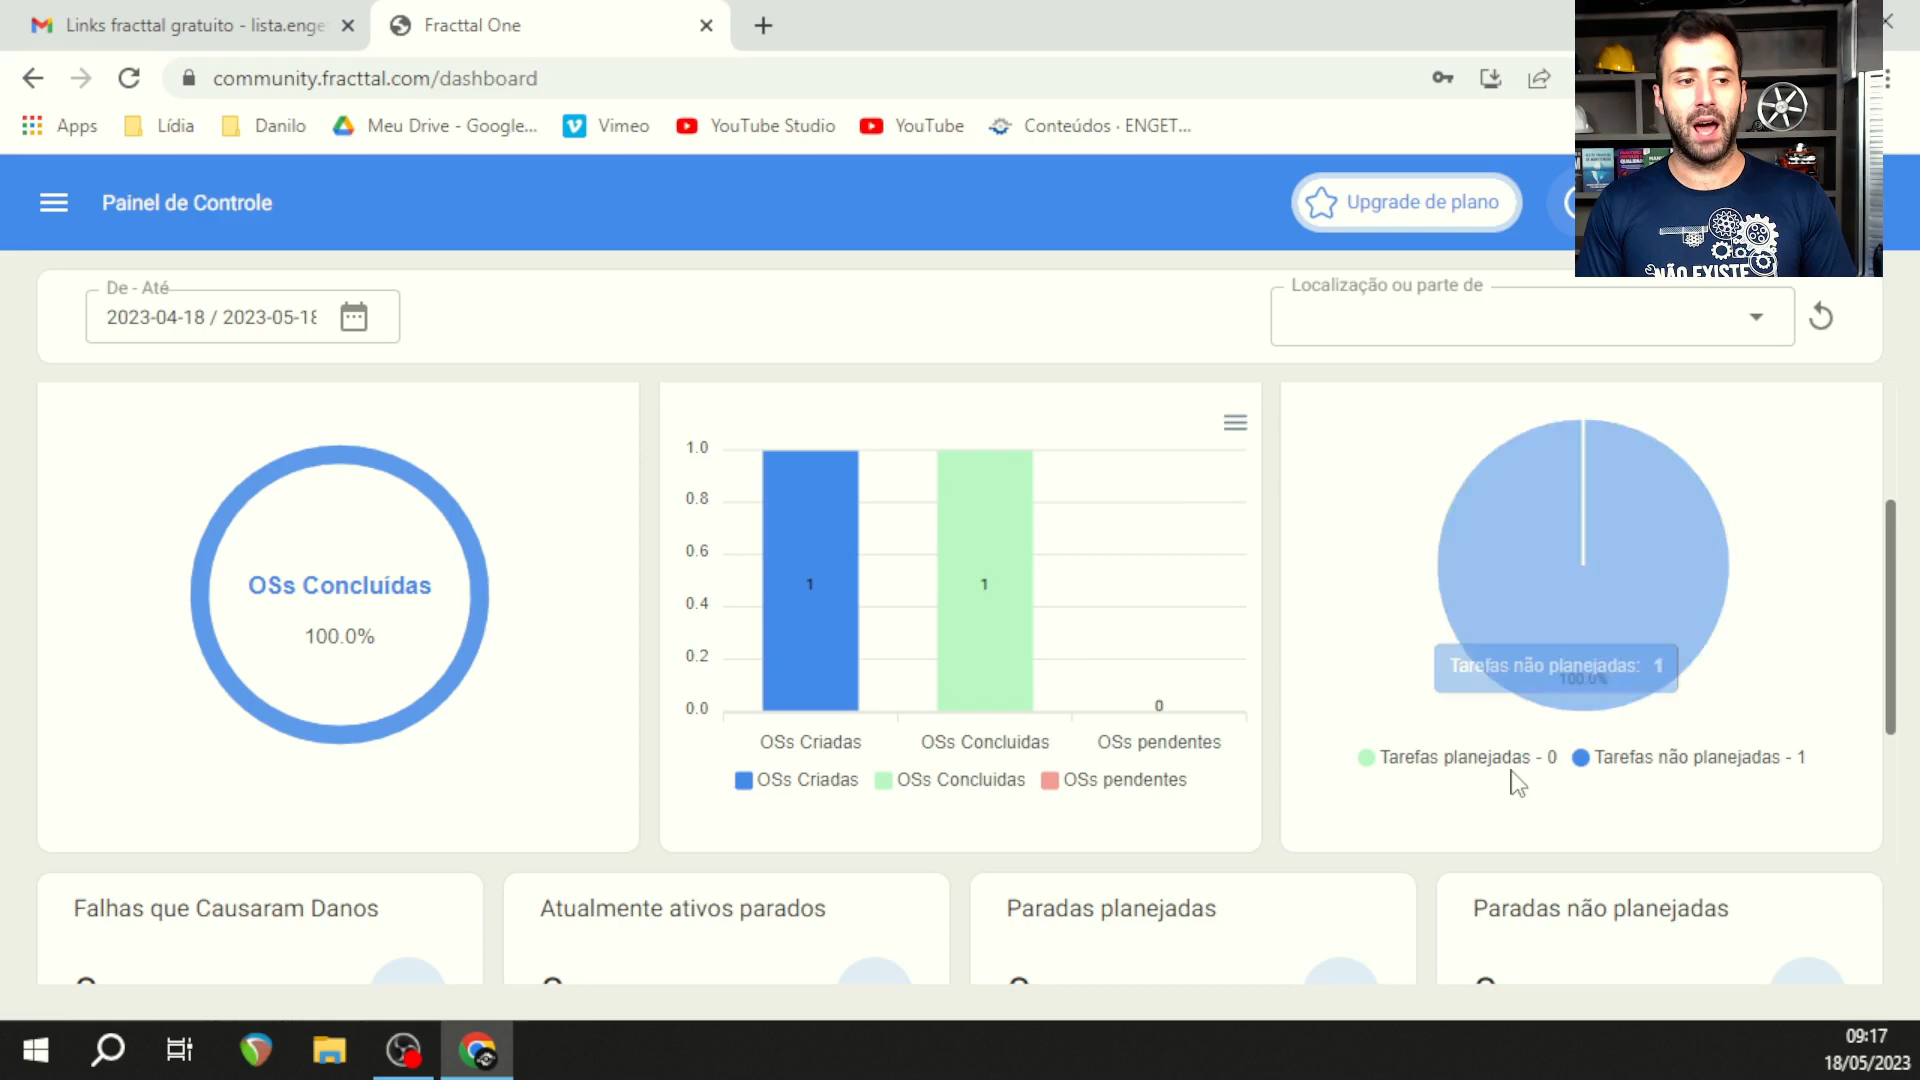 Links fracttal gratuito - lista.enge
Fracttal One
community.fracttal.com/dashboard
Apps
Lídia
Danilo
Meu Drive - Google...
Vimeo
YouTube Studio
YouTube
Conteúdos · ENGET...
Painel de Controle
Upgrade de plano
NÃO EXISTE
De - Até
2023-04-18 / 2023-05-18
Localização ou parte de
OSs Concluídas
100.0%
1.0
0.8
0.6
0.4
0.2
0.0
1
1
0
OSs Criadas
OSs Concluidas
OSs pendentes
OSs Criadas
OSs Concluidas
OSs pendentes
Tarefas não planejadas: 1
100.0%
Tarefas planejadas - 0
Tarefas não planejadas - 1
Falhas que Causaram Danos
Atualmente ativos parados
Paradas planejadas
Paradas não planejadas
09:17
18/05/2023